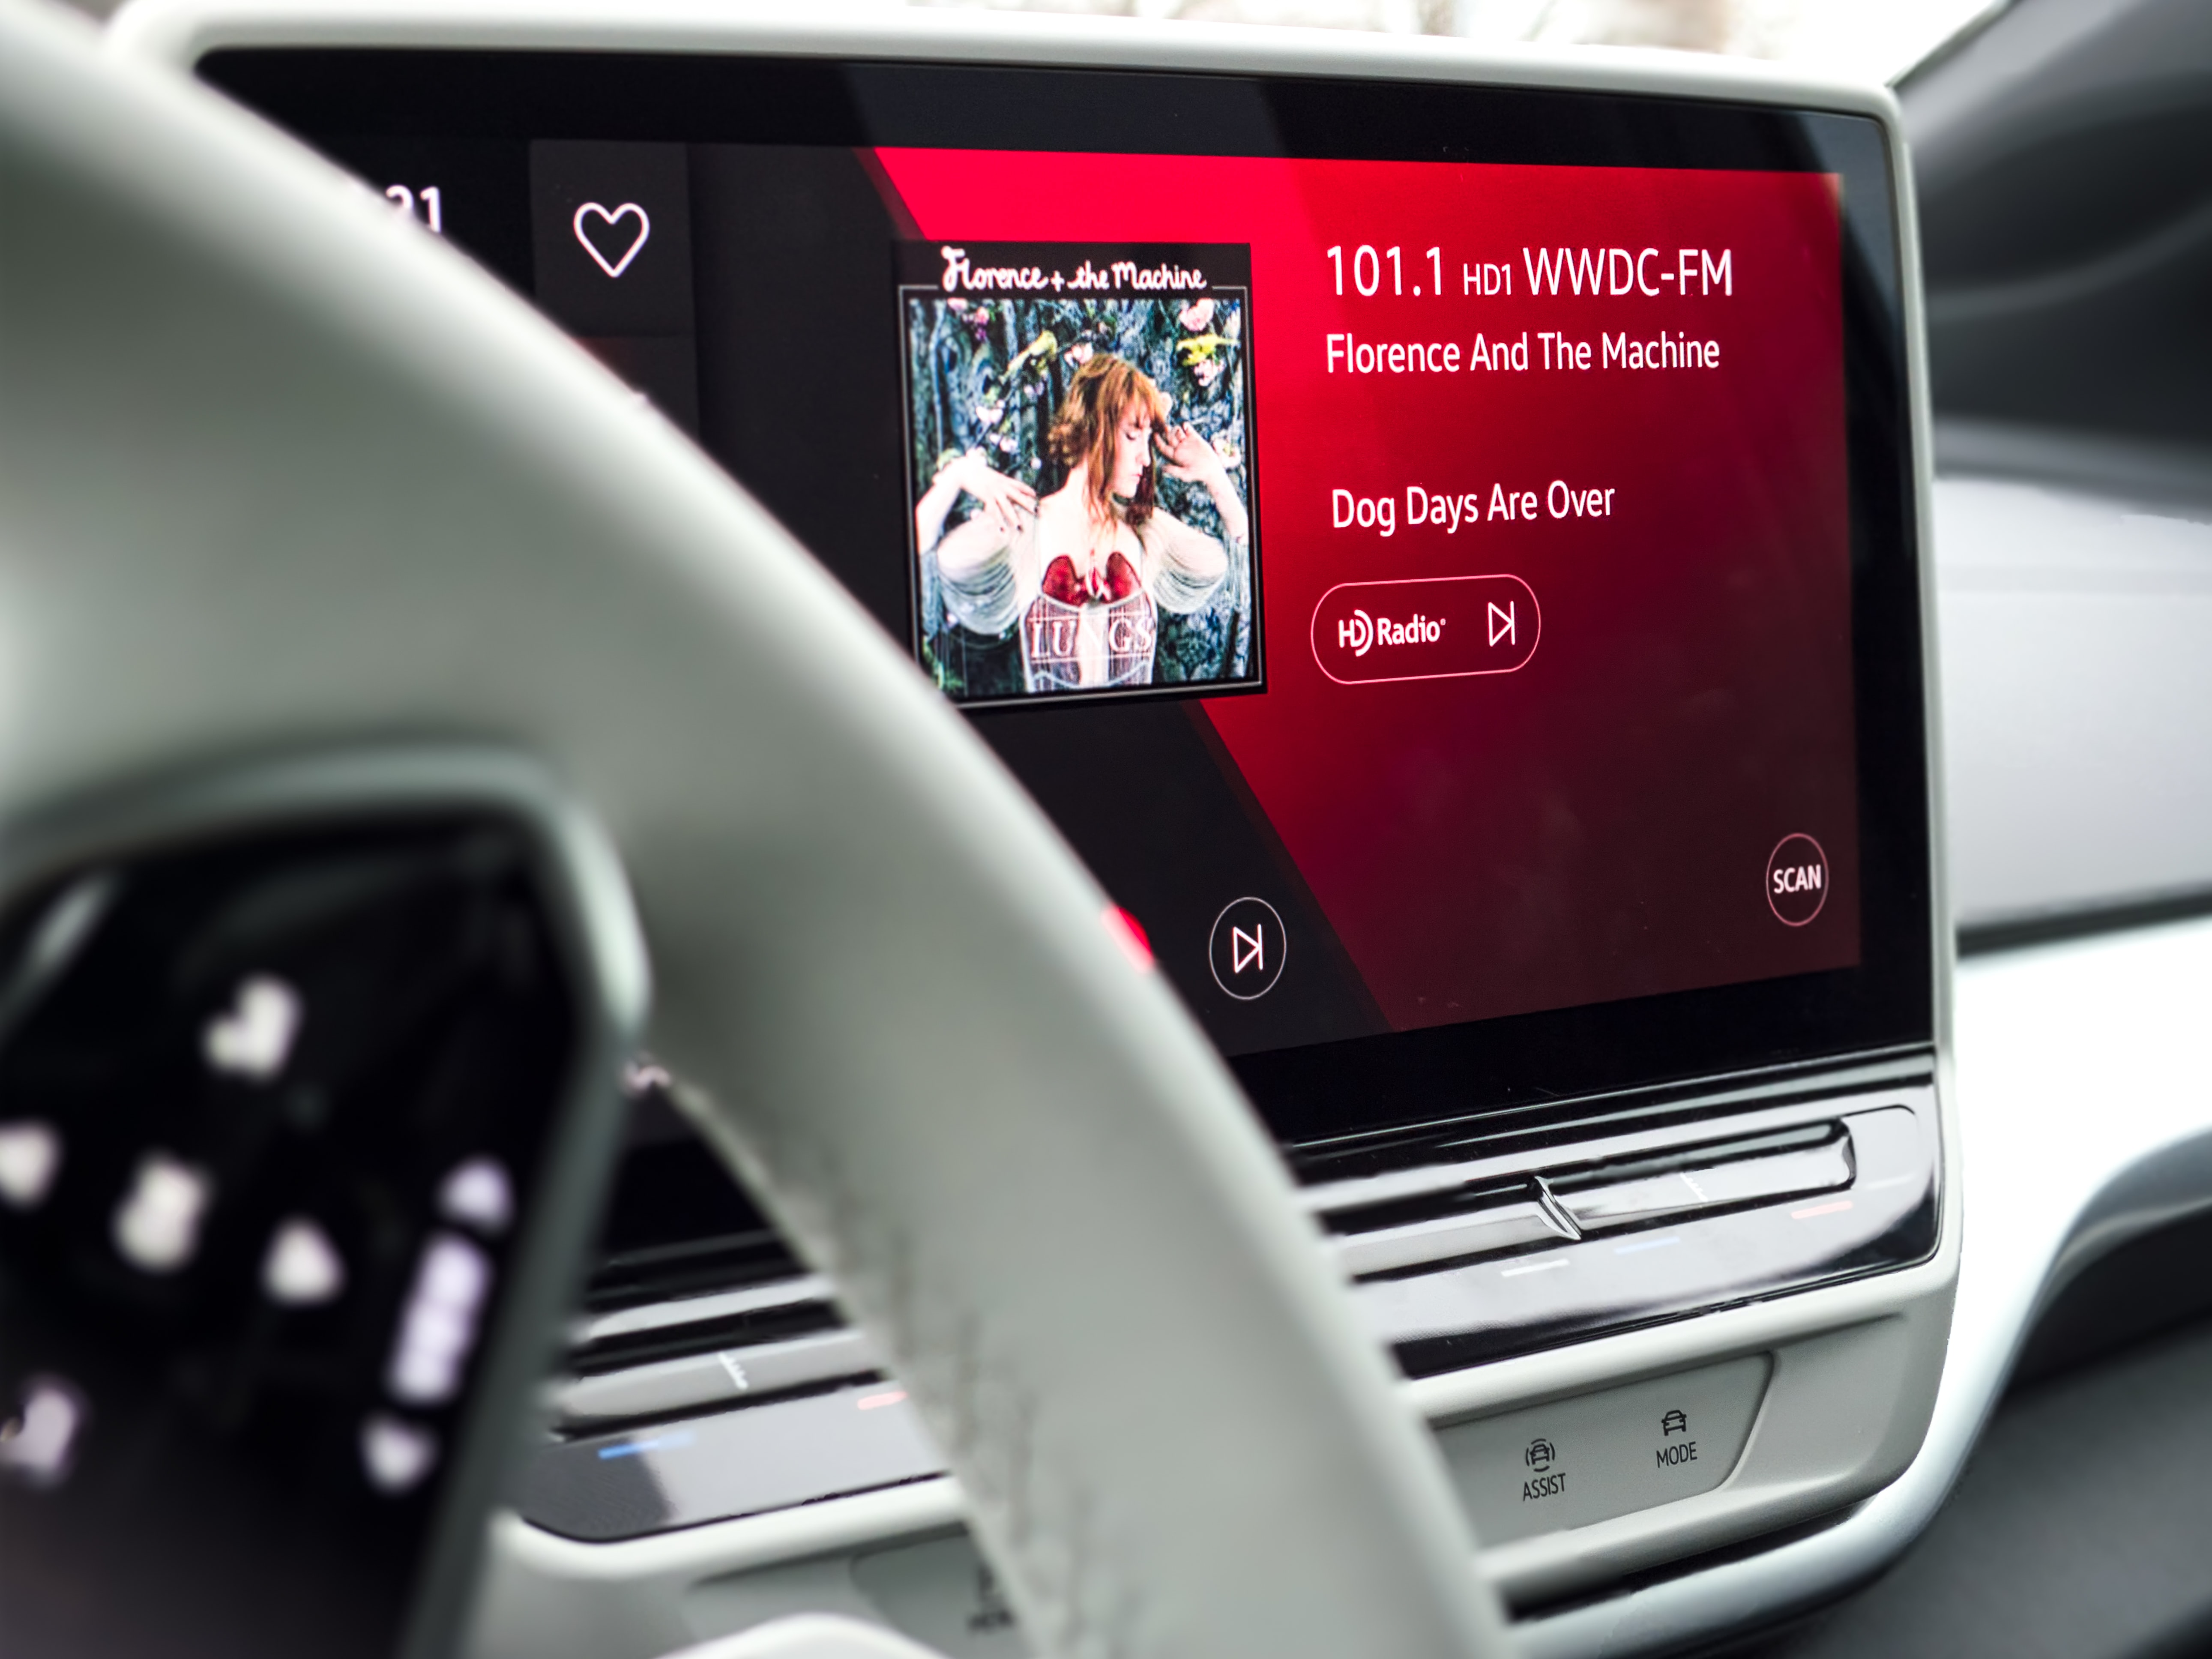 21
Florence + the Machine
LUNGS
101.1 HD1 WWDC-FM
Florence And The Machine
Dog Days Are Over
HD Radio®
SCAN
ASSIST
MODE